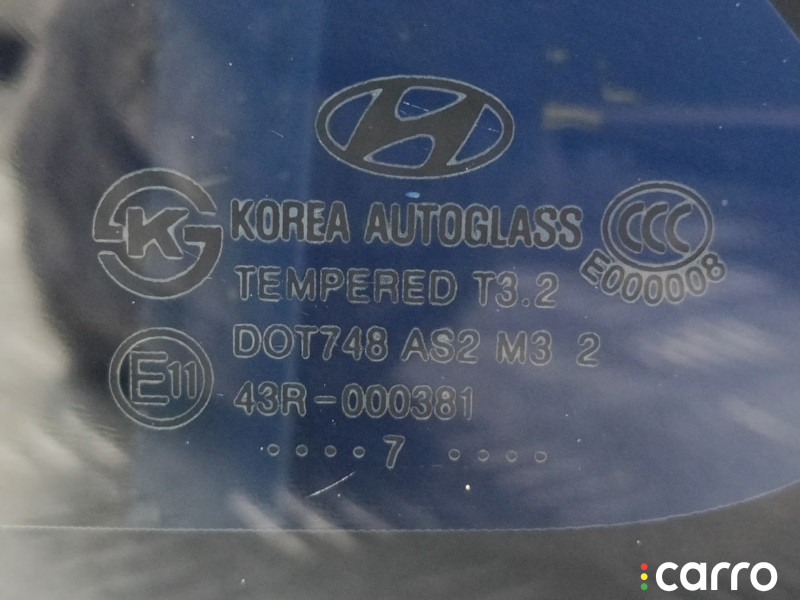 KOREA AUTOGLASS
CCC
E000008
K
TEMPERED T3.2
DOT748 AS2 M3 2
E11
43R-000381
.... 7 ....
carro